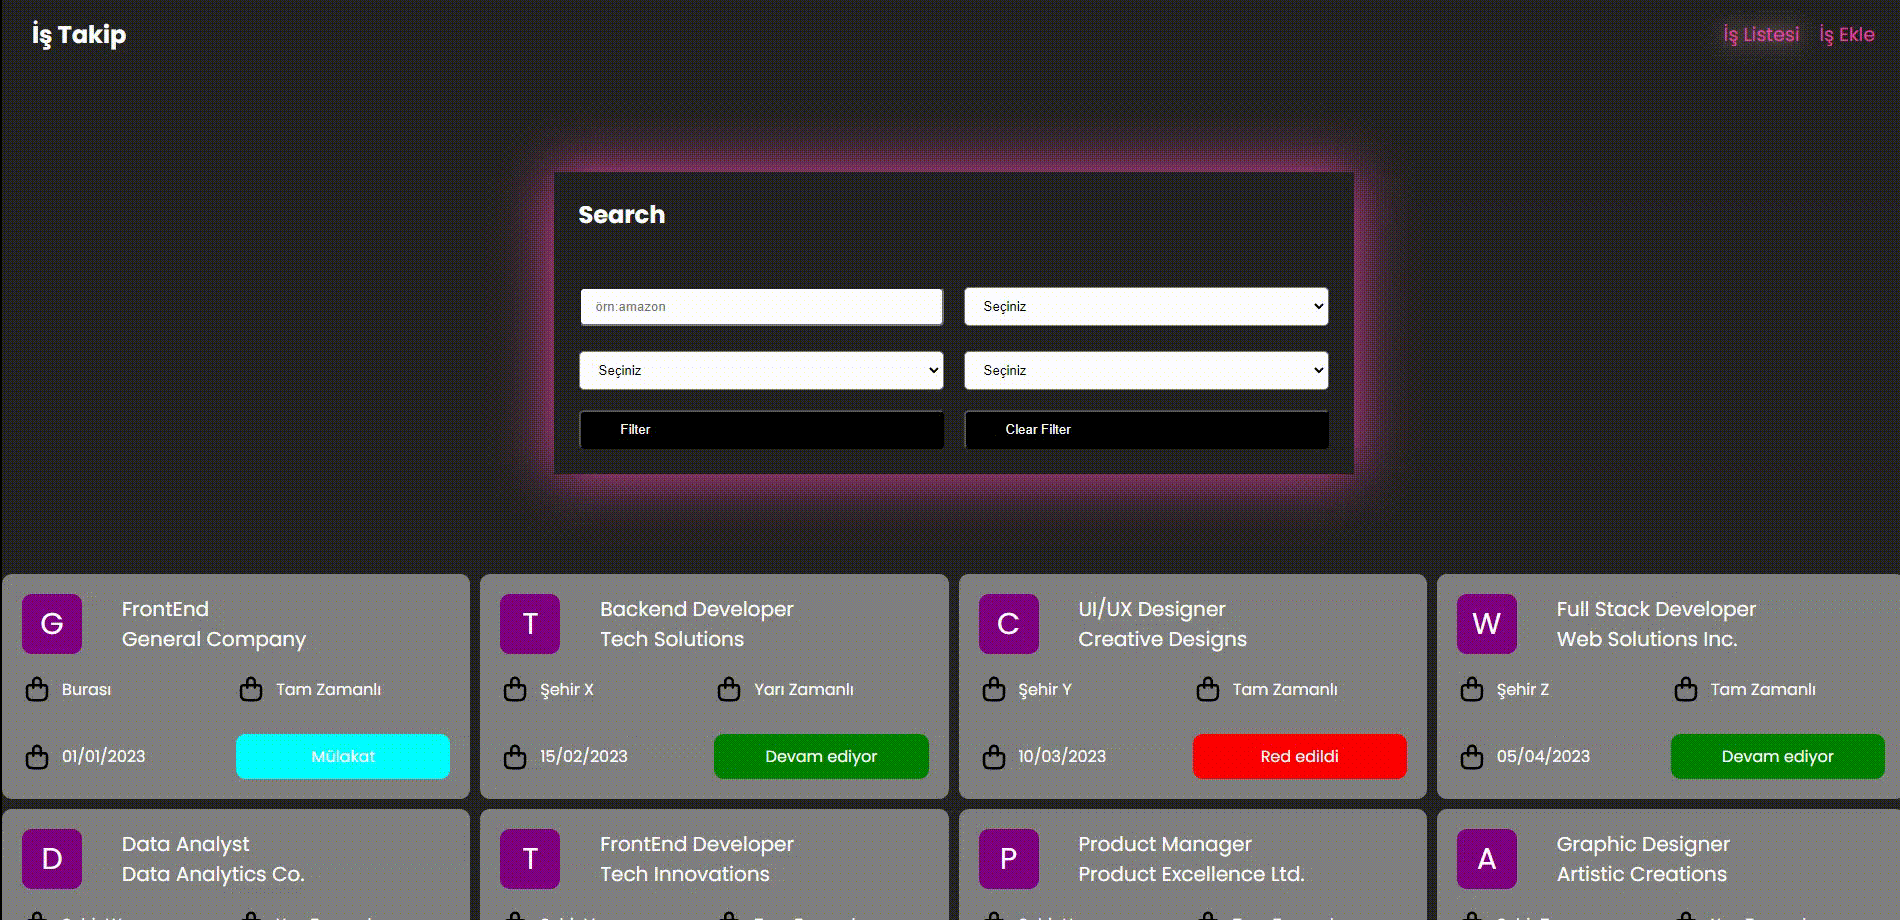 İş Takip
İş Listesi İş Ekle
Search
örn:amazon
Seçiniz
Seçiniz
Seçiniz
Filter
Clear Filter
G
FrontEnd
General Company
Burası
Tam Zamanlı
01/01/2023
Mülakat
T
Backend Developer
Tech Solutions
Şehir X
Yarı Zamanlı
15/02/2023
Devam ediyor
C
UI/UX Designer
Creative Designs
Şehir Y
Tam Zamanlı
10/03/2023
Red edildi
W
Full Stack Developer
Web Solutions Inc.
Şehir Z
Tam Zamanlı
05/04/2023
Devam ediyor
D
Data Analyst
Data Analytics Co.
T
FrontEnd Developer
Tech Innovations
P
Product Manager
Product Excellence Ltd.
A
Graphic Designer
Artistic Creations